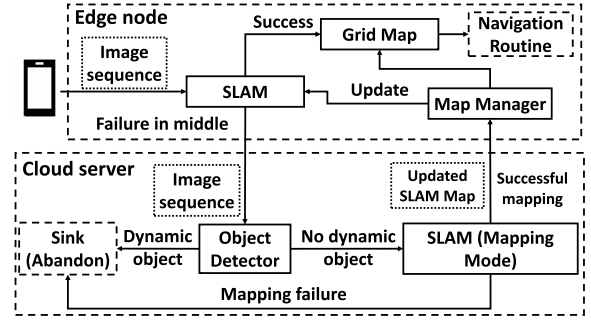 Edge node
Success
Grid Map
Navigation
Routine
Image
sequence
SLAM
Update
Map Manager
Failure in middle
Cloud server
Image
sequence
Updated
SLAM Map
Successful
mapping
Sink
(Abandon)
Dynamic
object
Object
Detector
No dynamic
object
SLAM (Mapping
Mode)
Mapping failure